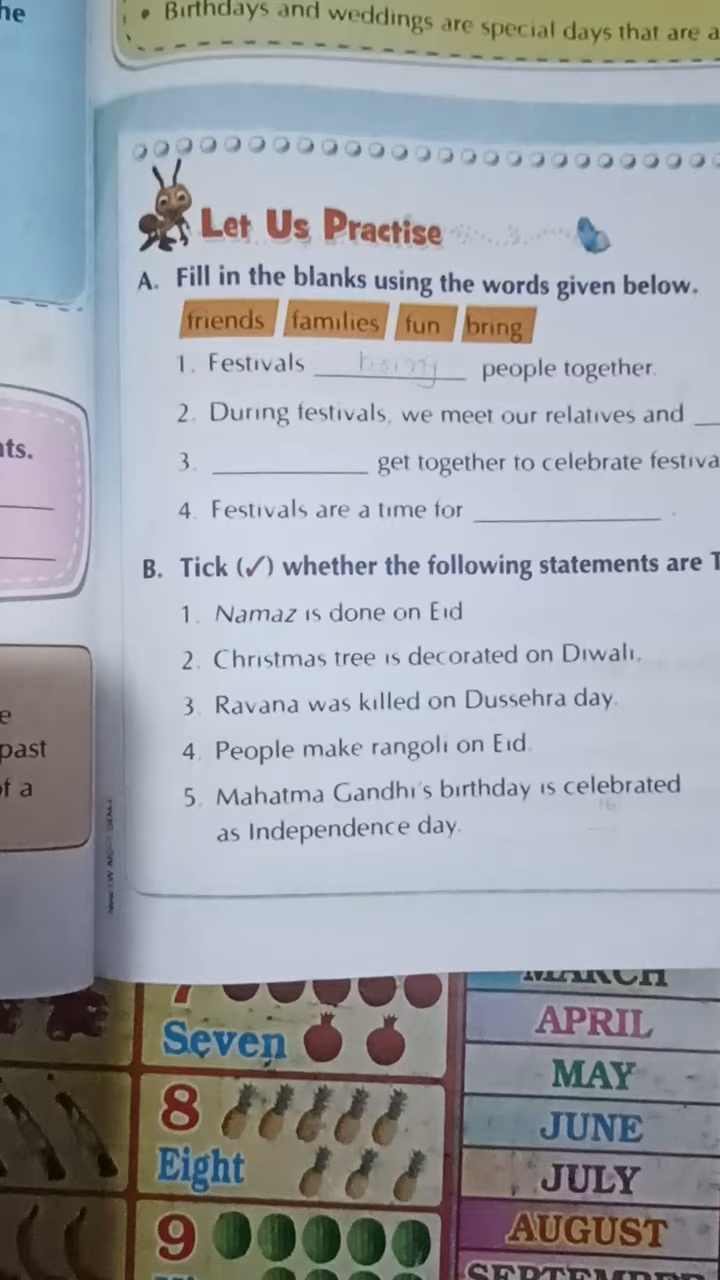 he
• Birthdays and weddings are special days that are a
Let Us Practise
A. Fill in the blanks using the words given below.
friends families fun bring
1. Festivals bring people together.
2. During festivals, we meet our relatives and
3. get together to celebrate festiva
4. Festivals are a time for .
B. Tick (✓) whether the following statements are T
1. Namaz is done on Eid
2. Christmas tree is decorated on Diwali.
3. Ravana was killed on Dussehra day.
4. People make rangoli on Eid.
5. Mahatma Gandhi's birthday is celebrated
as Independence day.
nts.
e
past
of a
7
Seven
8
Eight
9
MARCH
APRIL
MAY
JUNE
JULY
AUGUST
SEPTEMBER